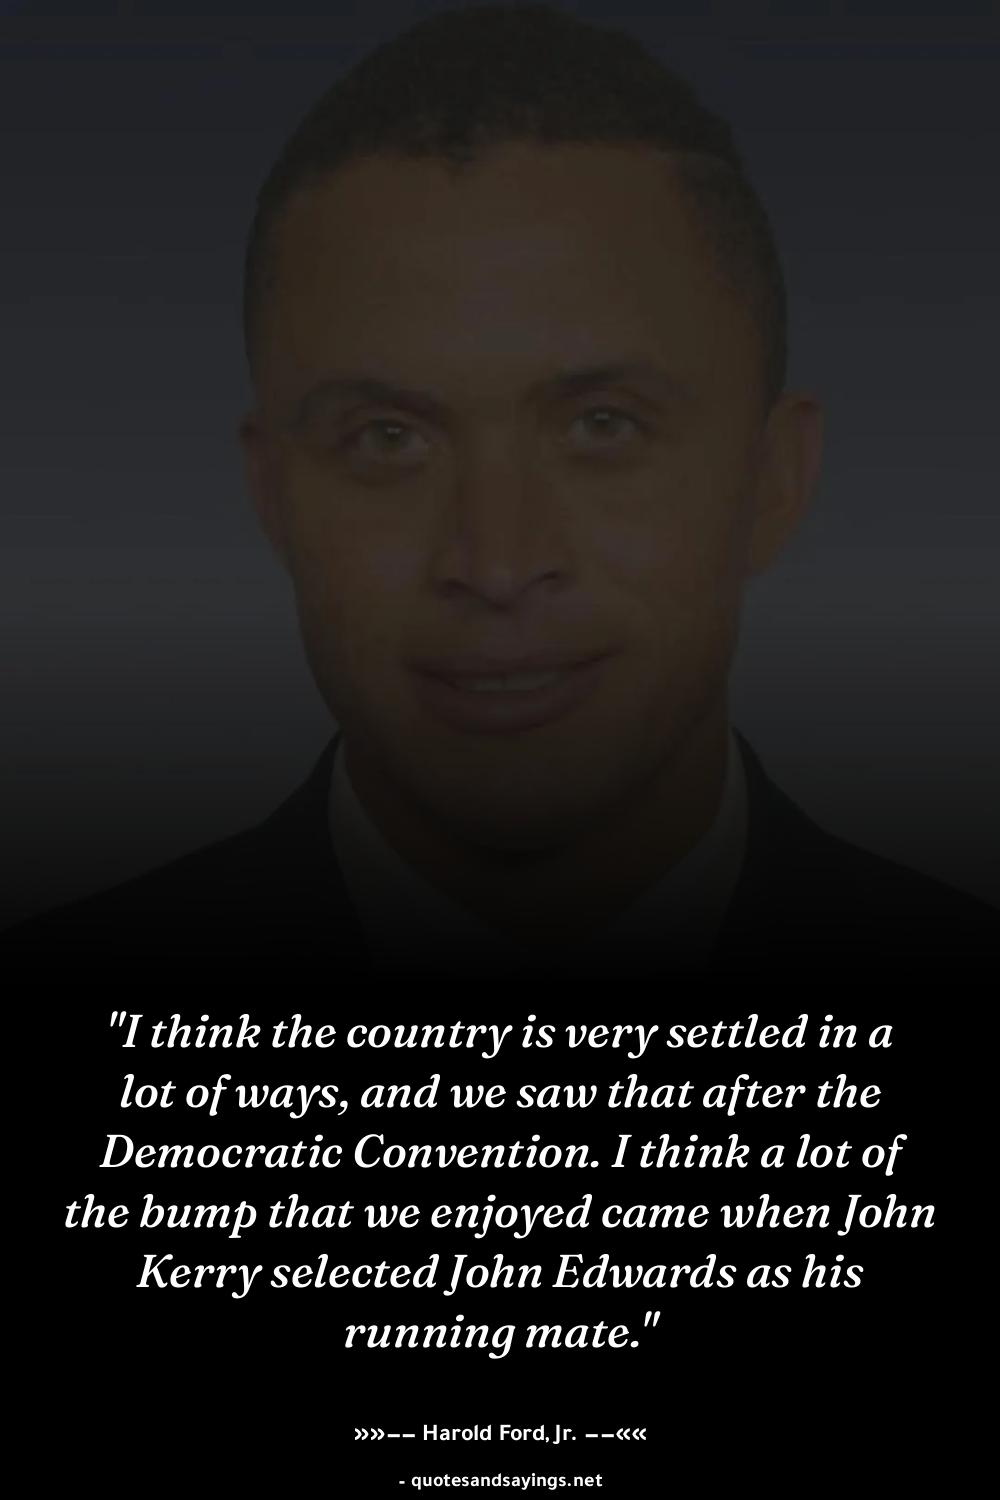 "I think the country is very settled in a
lot of ways, and we saw that after the
Democratic Convention. I think a lot of
the bump that we enjoyed came when John
Kerry selected John Edwards as his
running mate."
»»—— Harold Ford, Jr. ——««
- quotesandsayings.net